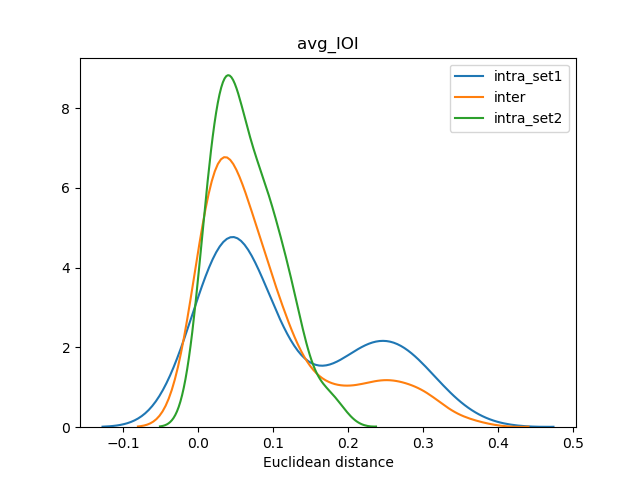 avg_IOI
intra_set1
inter
intra_set2
8
6
4
2
0
−0.1
0.0
0.1
0.2
0.3
0.4
0.5
Euclidean distance